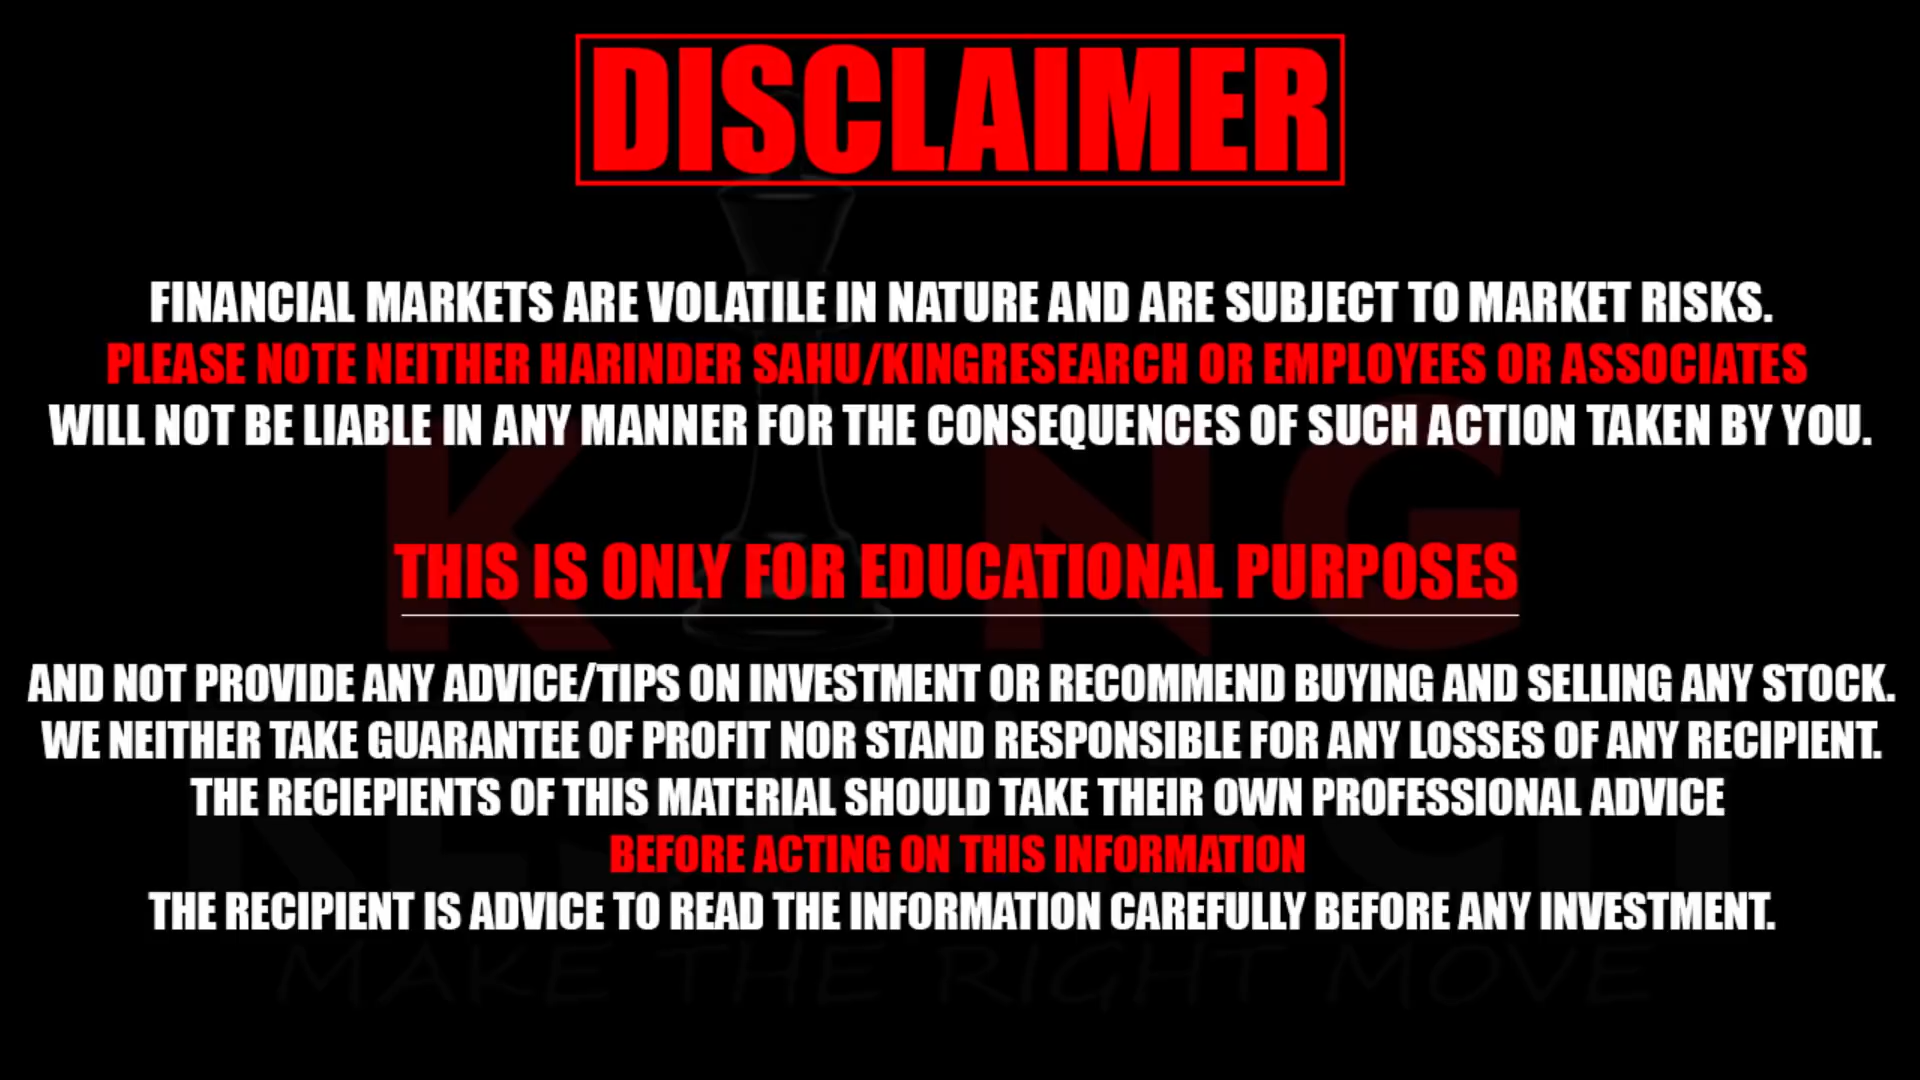 DISCLAIMER
FINANCIAL MARKETS ARE VOLATILE IN NATURE AND ARE SUBJECT TO MARKET RISKS.
PLEASE NOTE NEITHER HARINDER SAHU/KINGRESEARCH OR EMPLOYEES OR ASSOCIATES
WILL NOT BE LIABLE IN ANY MANNER FOR THE CONSEQUENCES OF SUCH ACTION TAKEN BY YOU.
K NG
THIS IS ONLY FOR EDUCATIONAL PURPOSES
AND NOT PROVIDE ANY ADVICE/TIPS ON INVESTMENT OR RECOMMEND BUYING AND SELLING ANY STOCK.
WE NEITHER TAKE GUARANTEE OF PROFIT NOR STAND RESPONSIBLE FOR ANY LOSSES OF ANY RECIPIENT.
THE RECIEPIENTS OF THIS MATERIAL SHOULD TAKE THEIR OWN PROFESSIONAL ADVICE
RESEARCH
BEFORE ACTING ON THIS INFORMATION
THE RECIPIENT IS ADVICE TO READ THE INFORMATION CAREFULLY BEFORE ANY INVESTMENT.
MAKE THE RIGHT MOVE